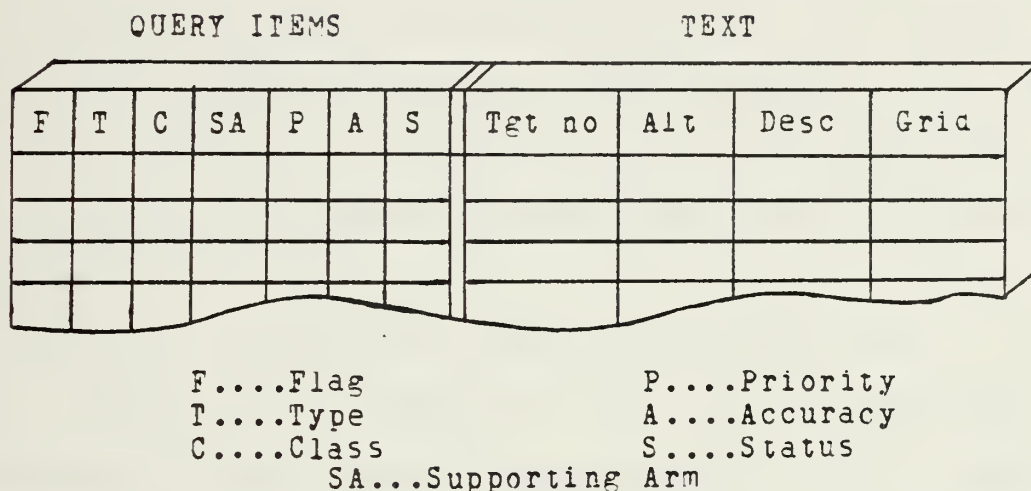 QUERY ITEMS TEXT
F T C SA P A S Tgt no Alt Desc Grid
F....Flag P....Priority
T....Type A....Accuracy
C....Class S....Status
SA...Supporting Arm